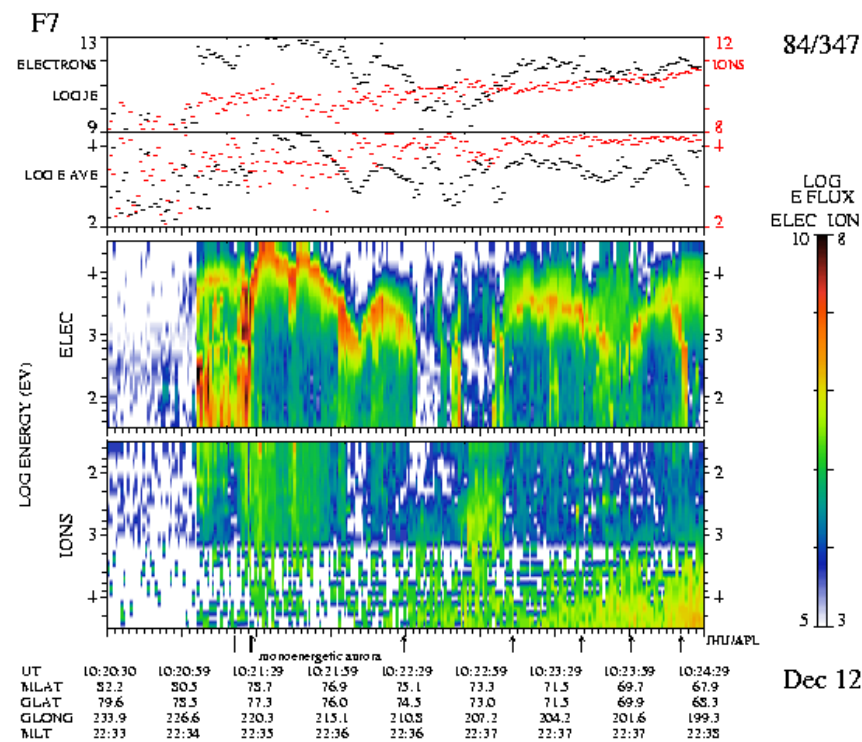 F7
84/347
13
12
ELECTRONS
IONS
LOG JE
9
8
4
4
LOG E AVE
2
2
LOG
E FLUX
ELEC ION
10 8
4
4
ELEC
3
3
2
2
LOG ENERGY (EV)
2
2
IONS
3
3
4
4
5 3
JHU/APL
monoenergetic aurora
UT 10:20:30 10:20:59 10:21:29 10:21:59 10:22:29 10:22:59 10:23:29 10:23:59 10:24:29
MLAT 82.2 80.5 78.7 76.9 75.1 73.3 71.5 69.7 67.9
GLAT 79.6 78.5 77.3 76.0 74.5 73.0 71.5 69.9 68.3
GLONG 233.9 226.6 220.3 215.1 210.8 207.2 204.2 201.6 199.3
MLT 22:33 22:34 22:35 22:36 22:36 22:37 22:37 22:37 22:38
Dec 12